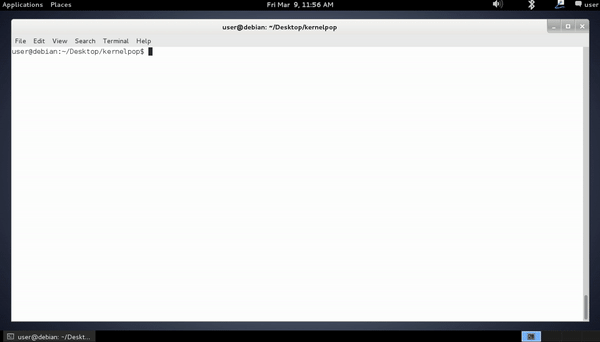 Applications Places Fri Mar 9, 11:56 AM user
user@debian: ~/Desktop/kernelpop
File Edit View Search Terminal Help
user@debian:~/Desktop/kernelpop$
user@debian: ~/Deskt...